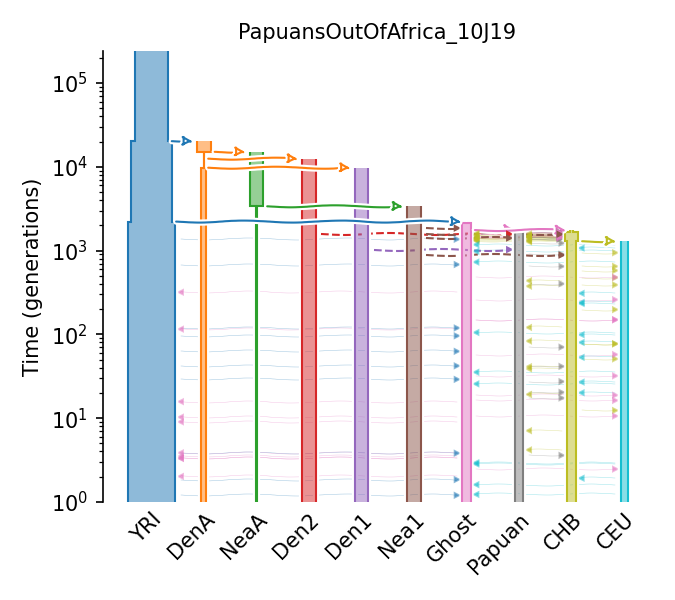 PapuansOutOfAfrica_10J19
Time (generations)
10^5
10^4
10^3
10^2
10^1
10^0
YRI
DenA
NeaA
Den2
Den1
Nea1
Ghost
Papuan
CHB
CEU